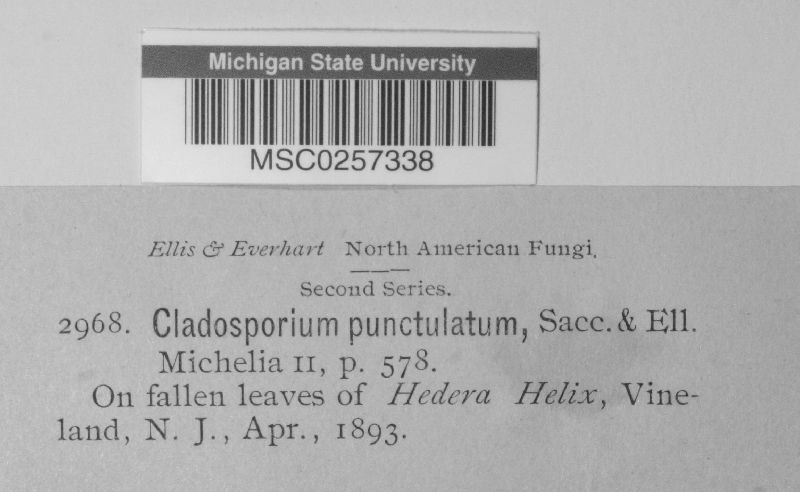 Michigan State University
MSC0257338
Ellis & Everhart North American Fungi.
Second Series.
2968. Cladosporium punctulatum, Sacc. & Ell.
Michelia II, p. 578.
On fallen leaves of Hedera Helix, Vine-
land, N. J., Apr., 1893.